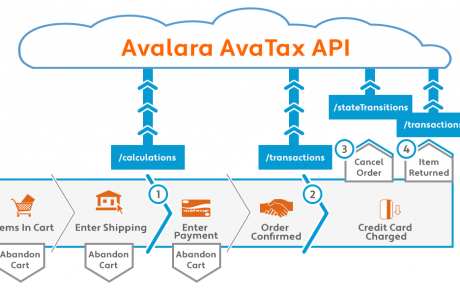 Avalara AvaTax API
/stateTransitions
/transactions
/calculations
/transactions
3
Cancel
Order
4
Item
Returned
1
2
ems In Cart
Enter Shipping
Enter
Payment
Order
Confirmed
Credit Card
Charged
Abandon
Cart
Abandon
Cart
Abandon
Cart